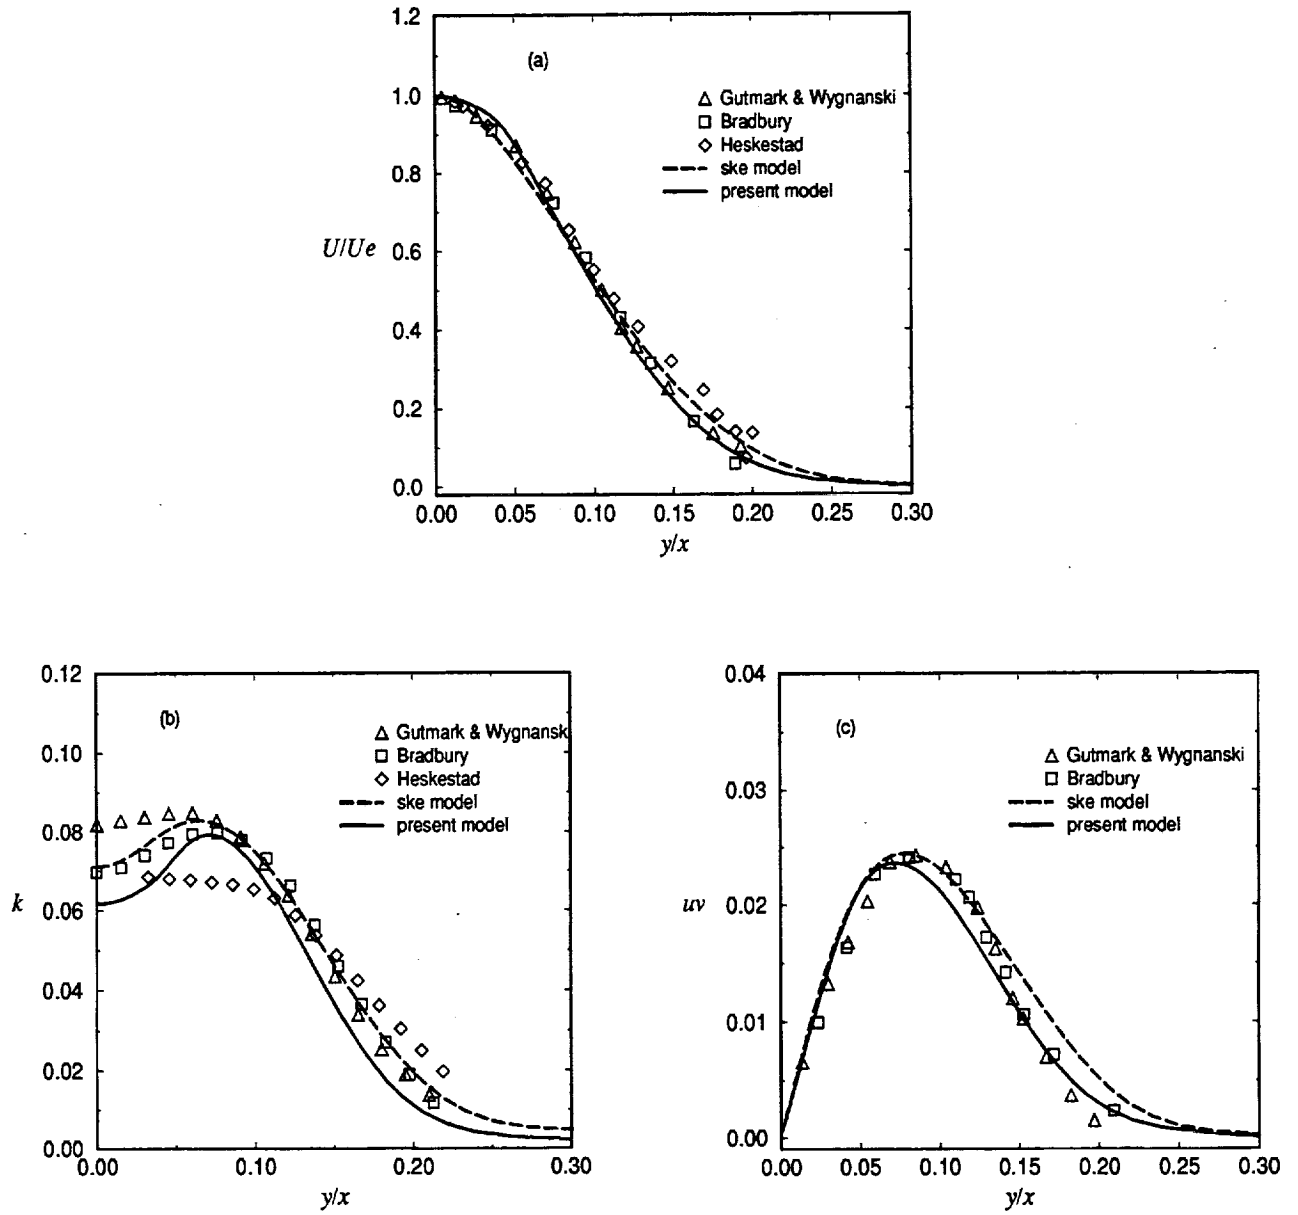 1.2
(a)
Gutmark & Wygnanski
1.0
Bradbury
Heskestad
0.8
ske model
present model
U/Ue
0.6
0.4
0.2
0.0
0.00 0.05 0.10 0.15 0.20 0.25 0.30
y/x
0.12
(b)
Gutmark & Wygnansk
0.10
Bradbury
Heskestad
0.08
ske model
present model
k
0.06
0.04
0.02
0.00
0.00 0.10 0.20 0.30
y/x
0.04
(c)
Gutmark & Wygnanski
Bradbury
0.03
ske model
present model
uv
0.02
0.01
0.00
0.00 0.05 0.10 0.15 0.20 0.25 0.30
y/x